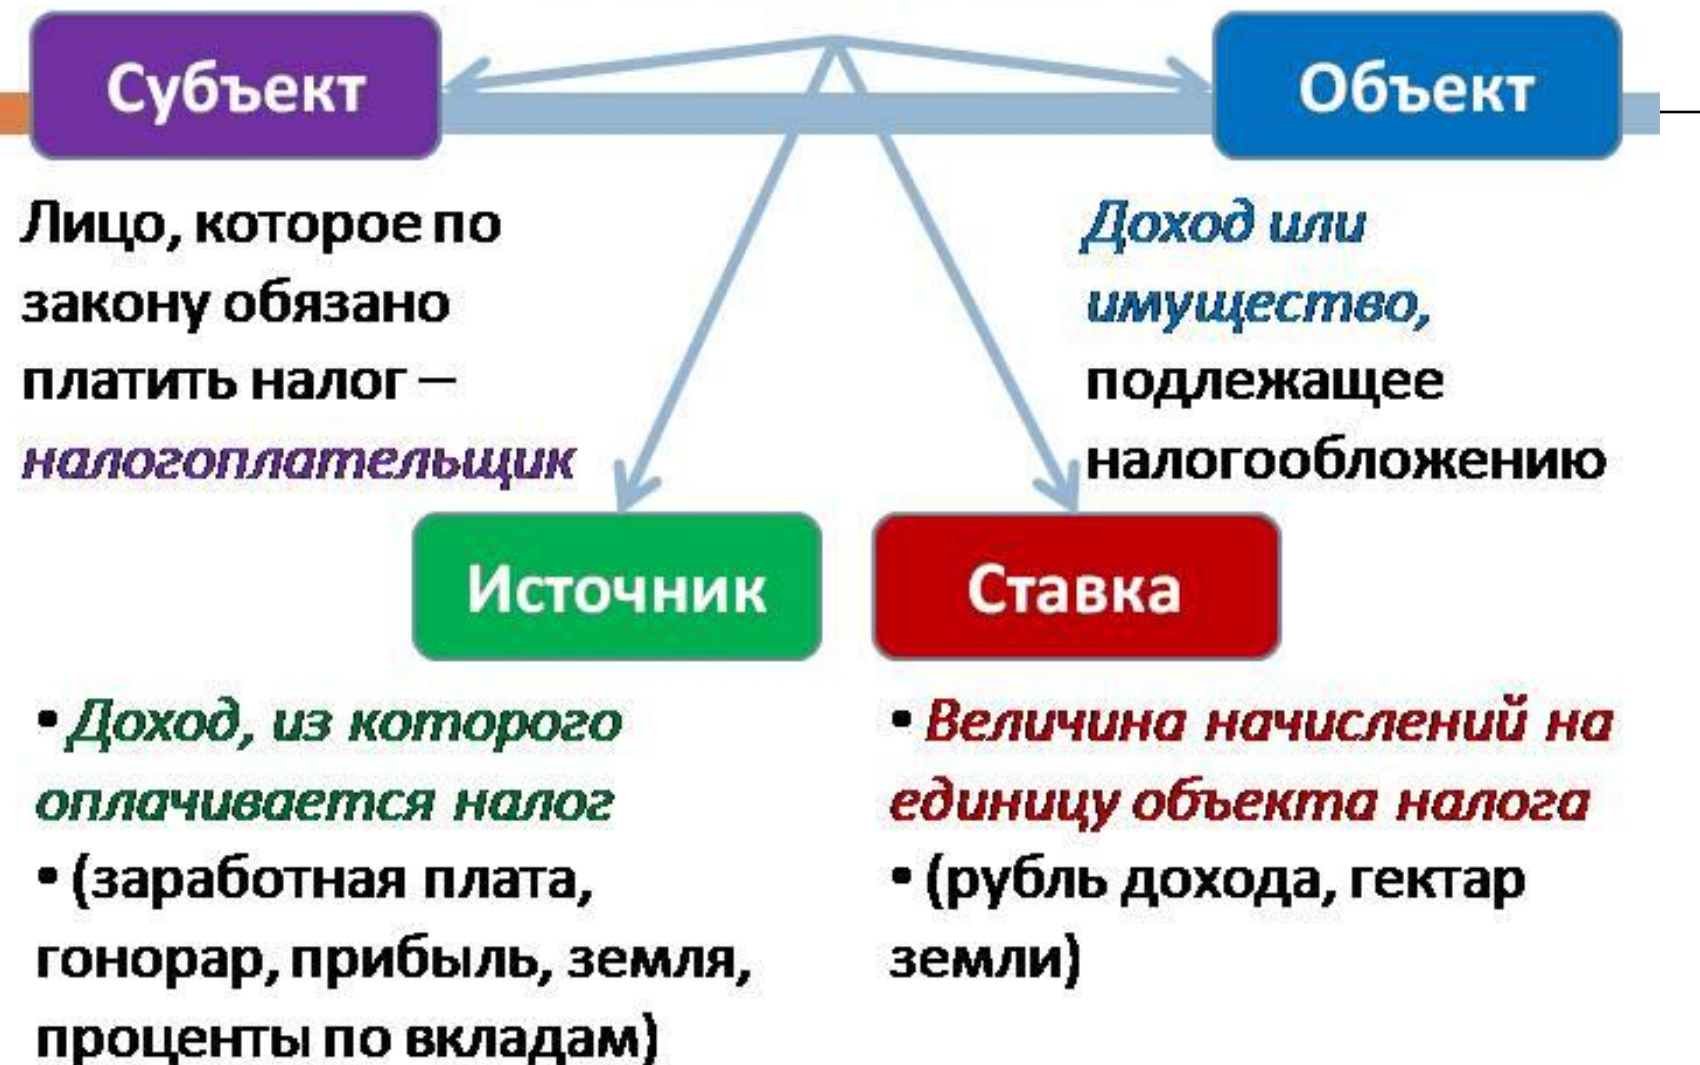 Субъект
Объект
Лицо, которое по
закону обязано
платить налог –
налогоплательщик
Доход или
имущество,
подлежащее
налогообложению
Источник
Ставка
• Доход, из которого
оплачивается налог
• (заработная плата,
гонорар, прибыль, земля,
проценты по вкладам)
• Величина начислений на
единицу объекта налога
• (рубль дохода, гектар
земли)